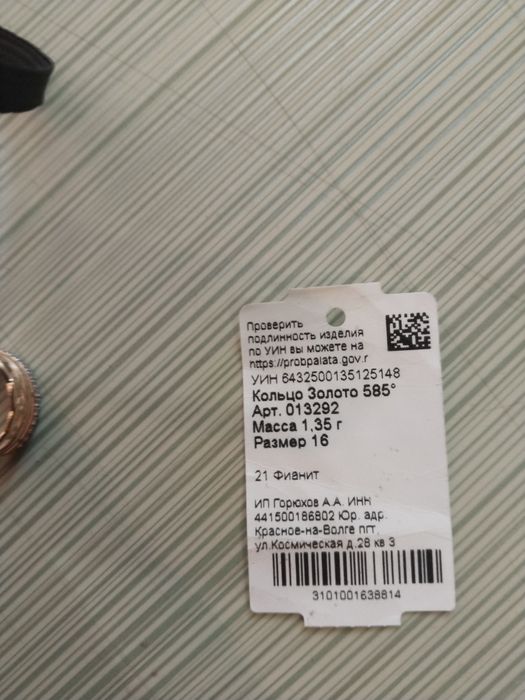 Проверить
подлинность изделия
по УИН вы можете на
https://probpalata.gov.r
УИН 6432500135125148
Кольцо Золото 585°
Арт. 013292
Масса 1,35 г
Размер 16
21 Фианит
ИП Горюхов А.А. ИНН
441500186802 Юр. адр.
Красное-на-Волге пгт,
ул.Космическая д.28 кв 3
3101001638814